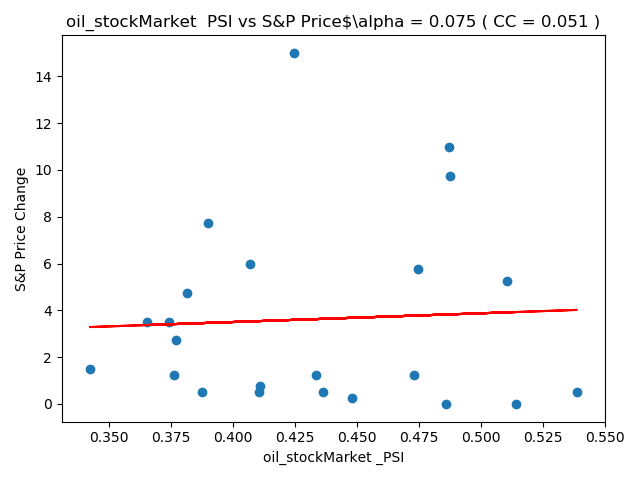 oil_stockMarket  PSI vs S&P Price$\alpha = 0.075 ( CC = 0.051 )
14
12
10
8
6
4
2
0
S&P Price Change
0.350 0.375 0.400 0.425 0.450 0.475 0.500 0.525 0.550
oil_stockMarket _PSI